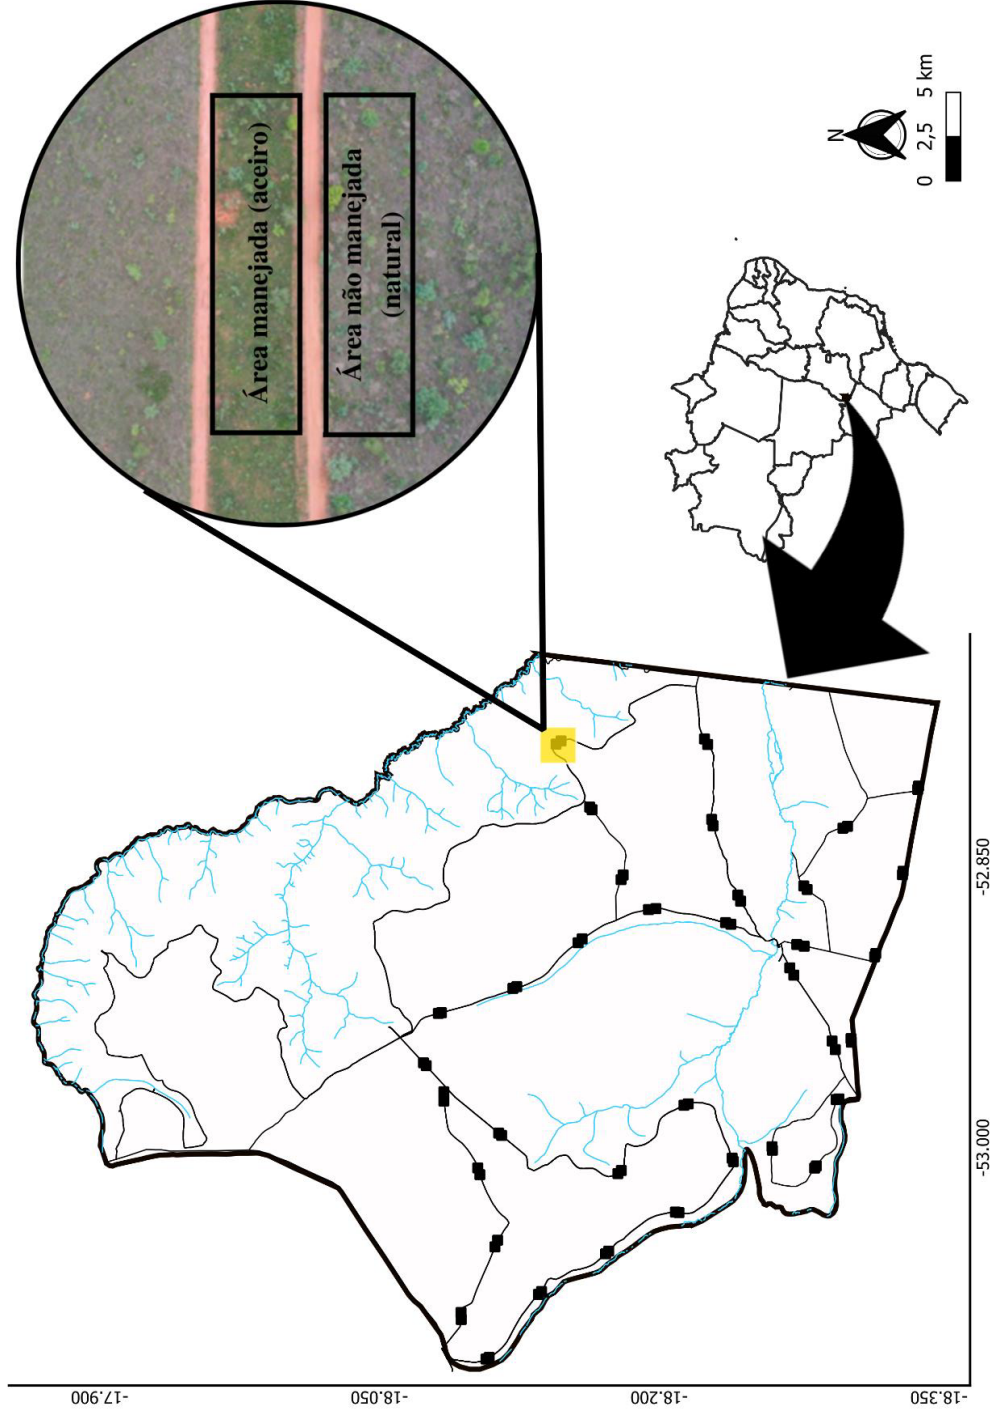 Área manejada (aceiro)
Área não manejada
(natural)
N
0 2,5 5 km
-17.900
-18.050
-18.200
-18.350
-53.000
-52.850